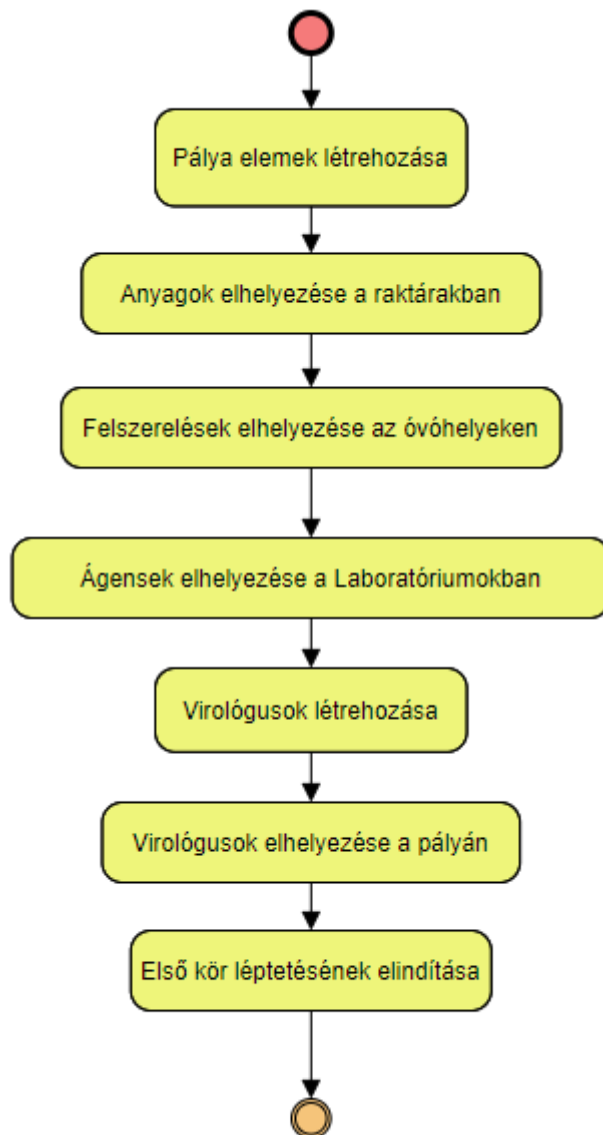 Pálya elemek létrehozása
Anyagok elhelyezése a raktárakban
Felszerelések elhelyezése az óvóhelyeken
Ágensek elhelyezése a Laboratóriumokban
Virológusok létrehozása
Virológusok elhelyezése a pályán
Első kör léptetésének elindítása